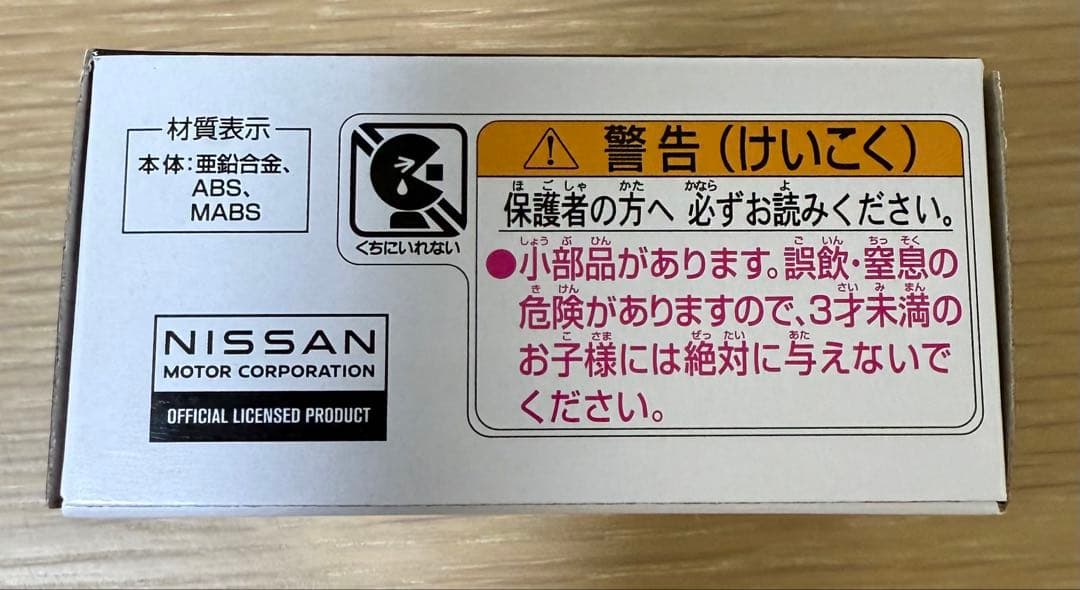 材質表示
本体:亜鉛合金、
ABS、
MABS
くちにいれない
NISSAN
MOTOR CORPORATION
OFFICIAL LICENSED PRODUCT
警告(けいこく)
ほごしゃ かた かなら よ
保護者の方へ 必ずお読みください。
しょうぶひん ごいん ちっそく
●小部品があります。誤飲・窒息の
きけん さいみまん
危険がありますので、3才未満の
こさま ぜったい あた
お子様には絶対に与えないで
ください。